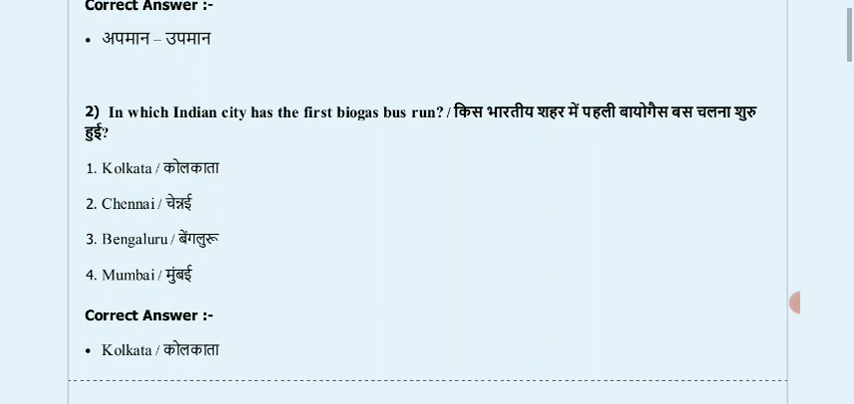 Correct Answer :-
• अपमान – उपमान
2) In which Indian city has the first biogas bus run? / किस भारतीय शहर में पहली बायोगैस बस चलना शुरु
हुई?
1. Kolkata / कोलकाता
2. Chennai / चेन्नई
3. Bengaluru / बेंगलुरू
4. Mumbai / मुंबई
Correct Answer :-
• Kolkata / कोलकाता